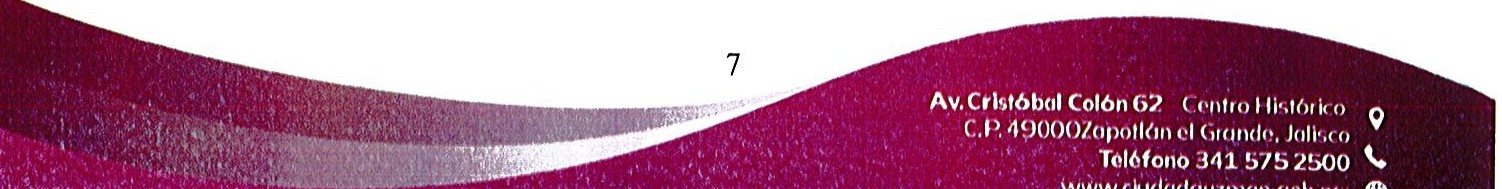 7
Av. Cristóbal Colón 62 Centro Histórico
C.P. 49000Zapotlán el Grande, Jalisco
Teléfono 341 575 2500